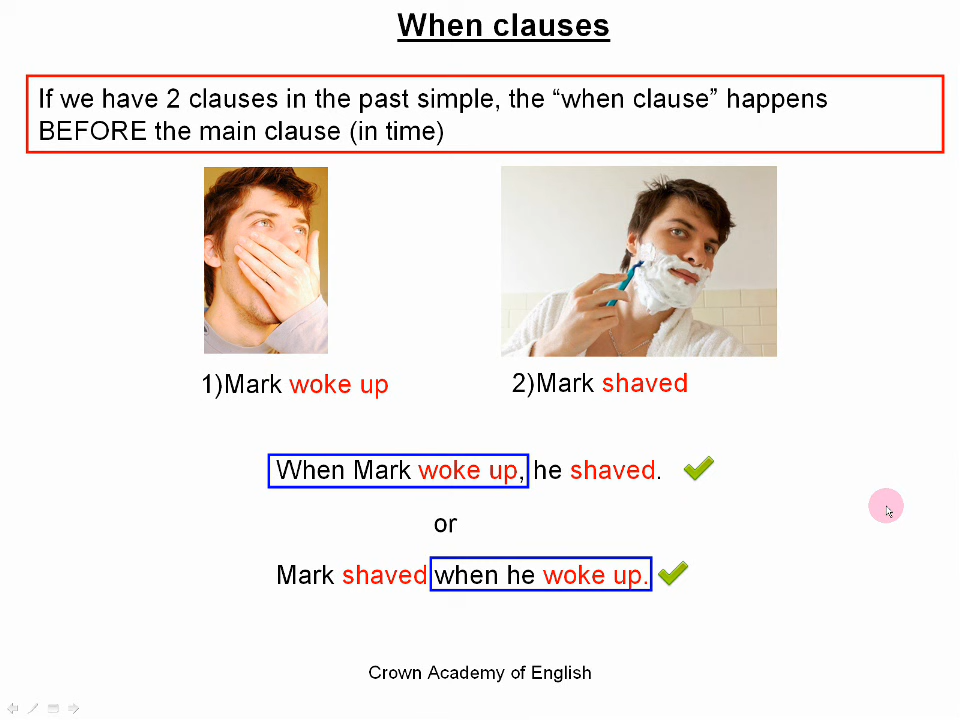 When clauses
If we have 2 clauses in the past simple, the “when clause” happens
BEFORE the main clause (in time)
1)Mark woke up
2)Mark shaved
When Mark woke up, he shaved.
or
Mark shaved when he woke up.
Crown Academy of English